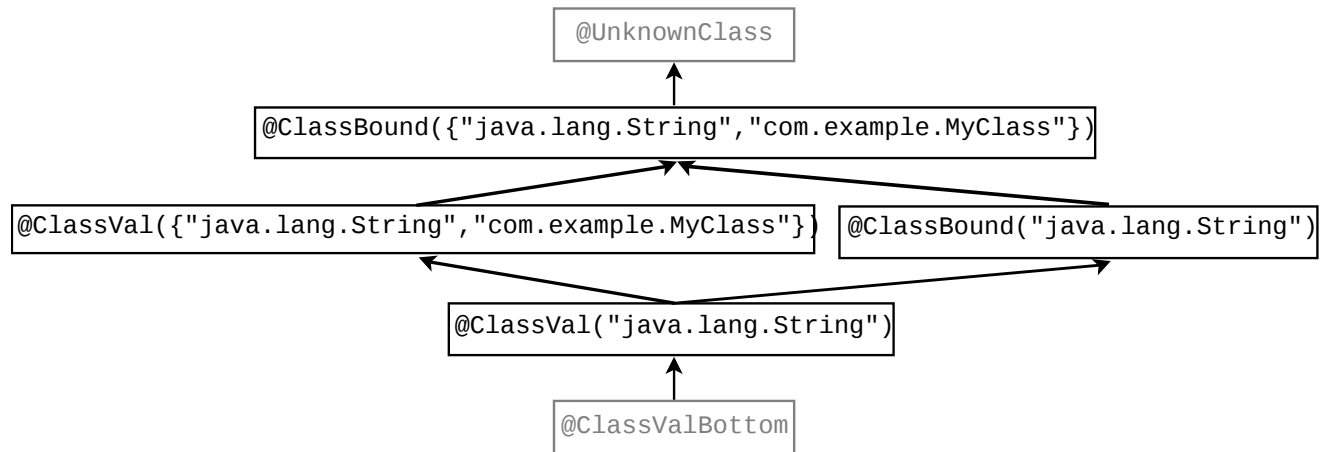 @UnknownClass
@ClassBound({"java.lang.String","com.example.MyClass"})
@ClassVal({"java.lang.String","com.example.MyClass"})
@ClassBound("java.lang.String")
@ClassVal("java.lang.String")
@ClassValBottom